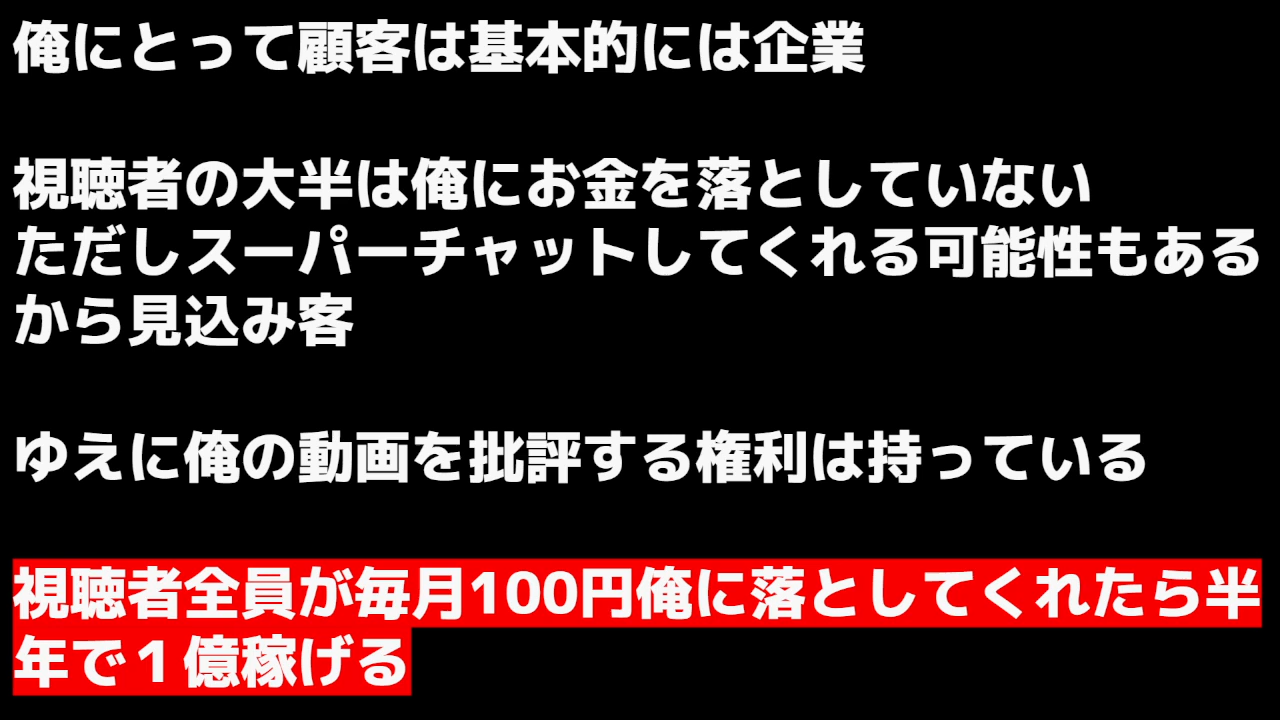 俺にとって顧客は基本的には企業
視聴者の大半は俺にお金を落としていない
ただしスーパーチャットしてくれる可能性もある
から見込み客
ゆえに俺の動画を批評する権利は持っている
視聴者全員が毎月100円俺に落としてくれたら半
年で１億稼げる